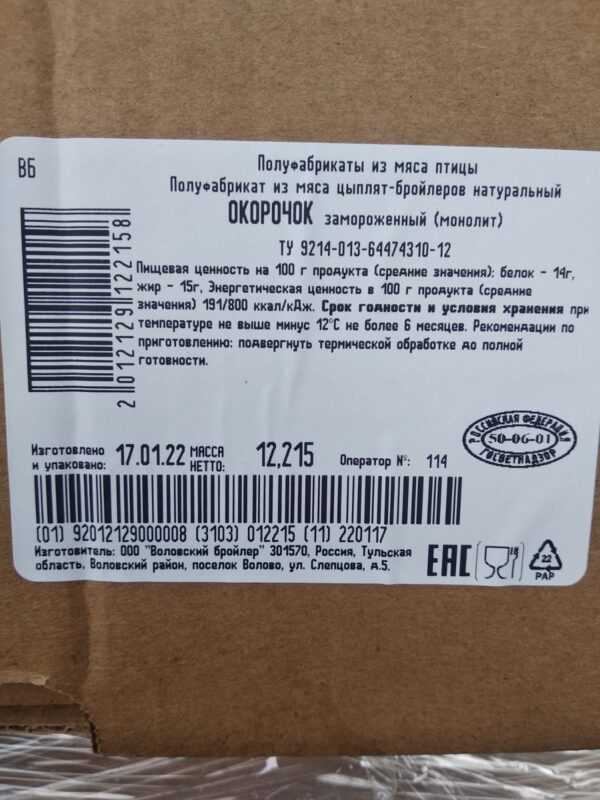 ВБ
Полуфабрикаты из мяса птицы
Полуфабрикат из мяса цыплят-бройлеров натуральный
ОКОРОЧОК замороженный (монолит)
ТУ 9214-013-64474310-12
Пищевая ценность на 100 г продукта (средние значения): белок - 14г,
жир - 15г, Энергетическая ценность в 100 г продукта (средние
значения) 191/800 ккал/кДж. Срок годности и условия хранения при
температуре не выше минус 12°С не более 6 месяцев. Рекомендации по
приготовлению: подвергнуть термической обработке до полной
готовности.
2 012129 122158
РОССИЙСКАЯ ФЕДЕРАЦИЯ
50-06-01
ГОСВЕТНАДЗОР
Изготовлено и упаковано: 17.01.22 МАССА НЕТТО: 12,215 Оператор №: 114
(01) 92012129000008 (3103) 012215 (11) 220117
Изготовитель: ООО "Воловский бройлер" 301570, Россия, Тульская
область, Воловский район, поселок Волово, ул. Слепцова, д.5.
ЕАС
22
PAP